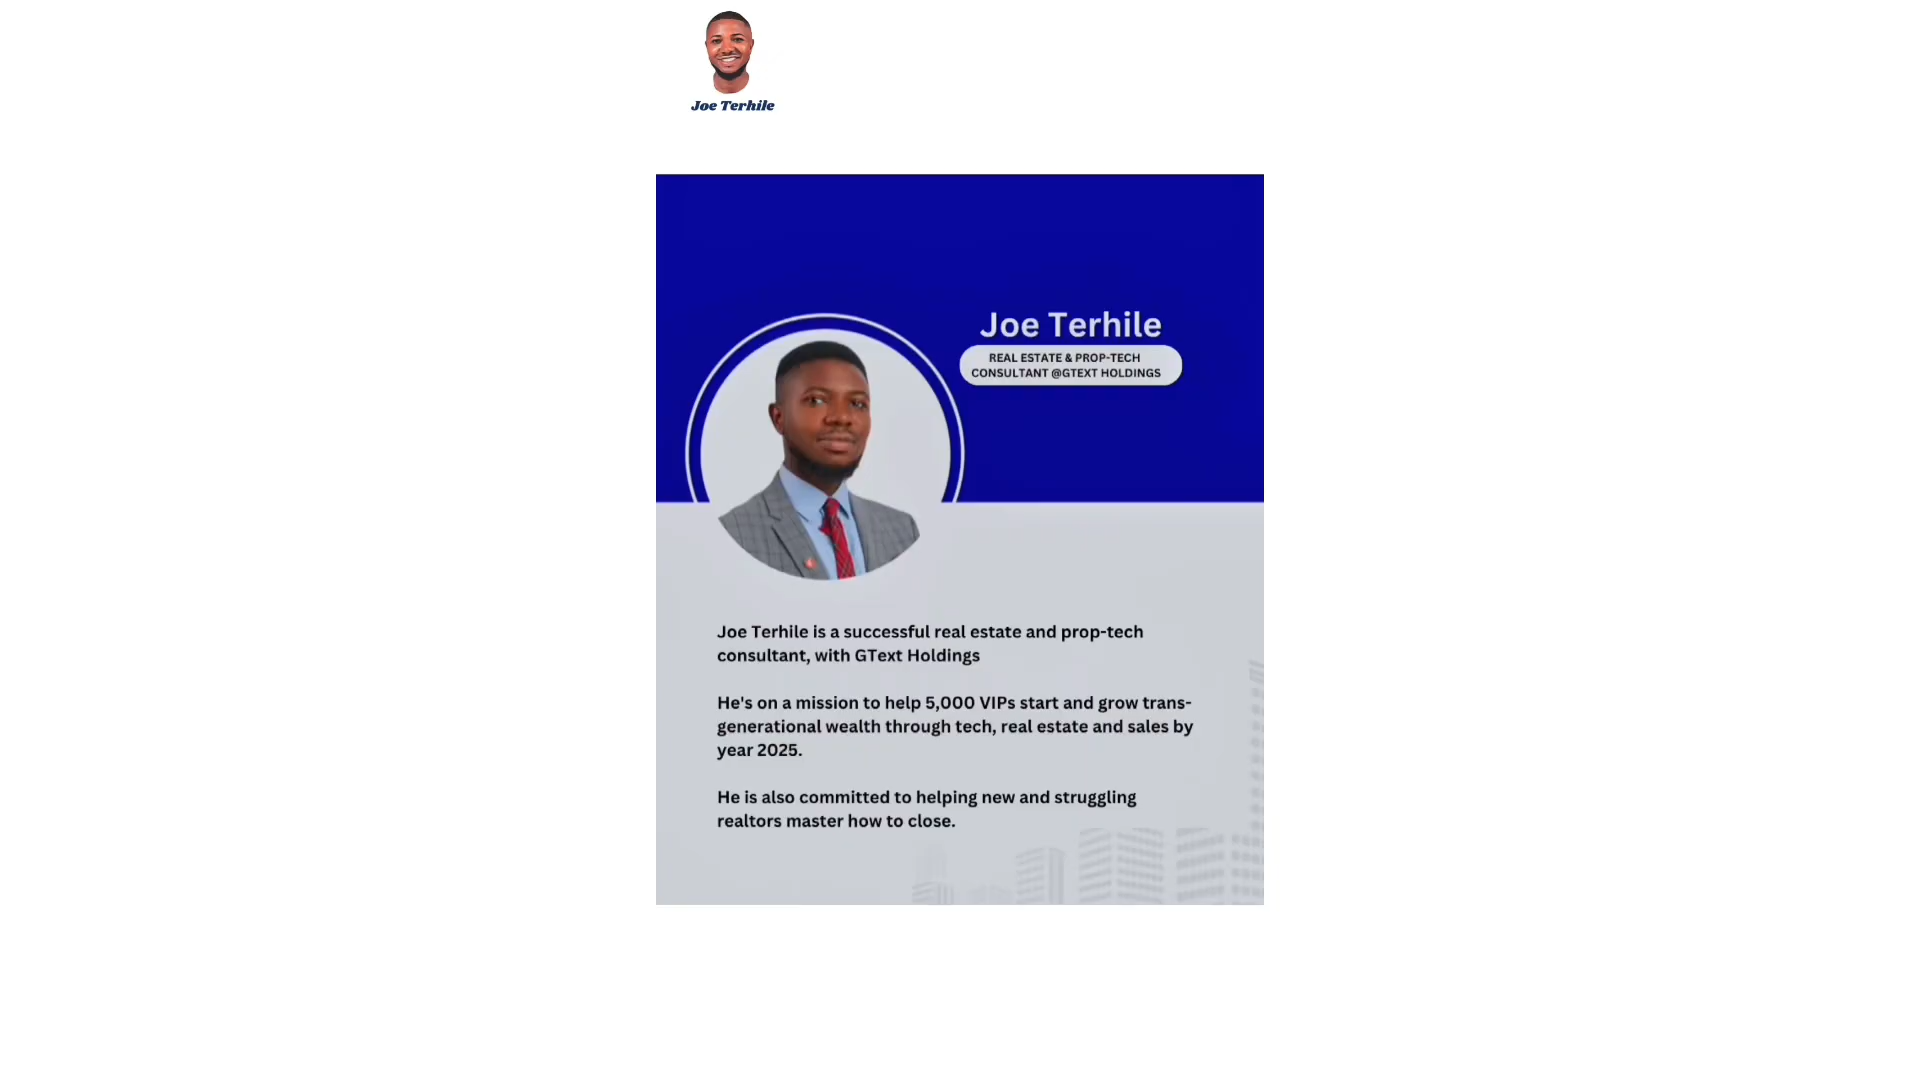 Joe Terhile
Joe Terhile
REAL ESTATE & PROP-TECH
CONSULTANT @GTEXT HOLDINGS
Joe Terhile is a successful real estate and prop-tech
consultant, with GText Holdings
He's on a mission to help 5,000 VIPs start and grow trans-
generational wealth through tech, real estate and sales by
year 2025.
He is also committed to helping new and struggling
realtors master how to close.